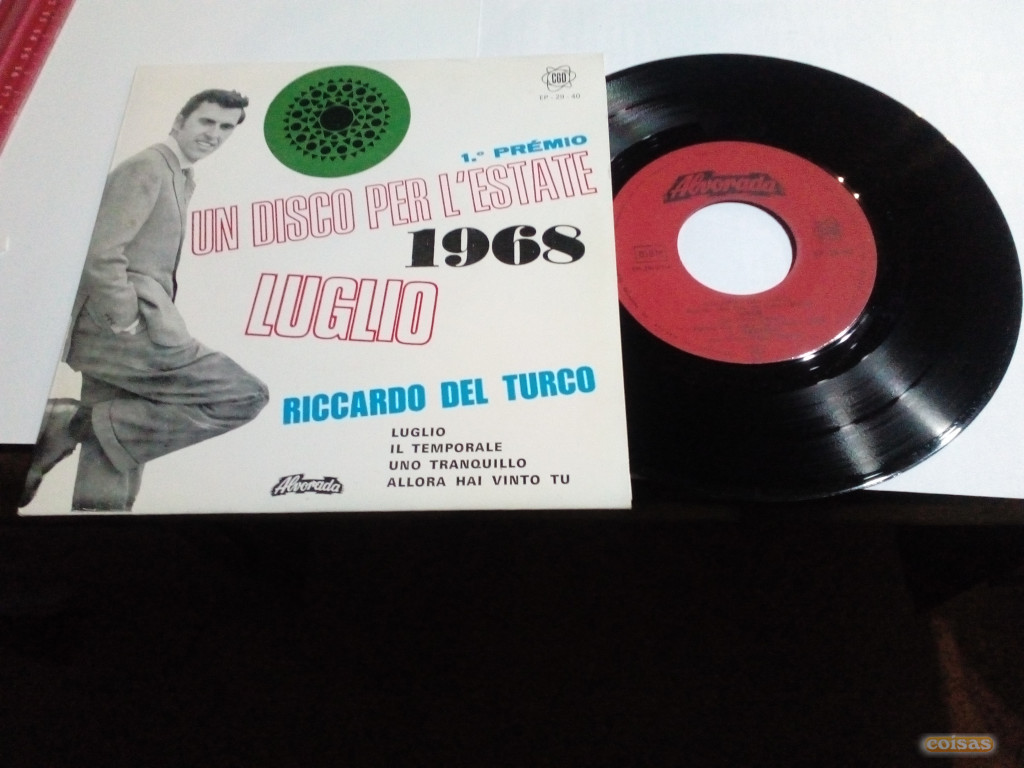 CGD
EP - 29 - 40
1.º PRÉMIO
UN DISCO PER L'ESTATE
1968
LUGLIO
RICCARDO DEL TURCO
LUGLIO
IL TEMPORALE
UNO TRANQUILLO
ALLORA HAI VINTO TU
Alvorada
Alvorada
coisas